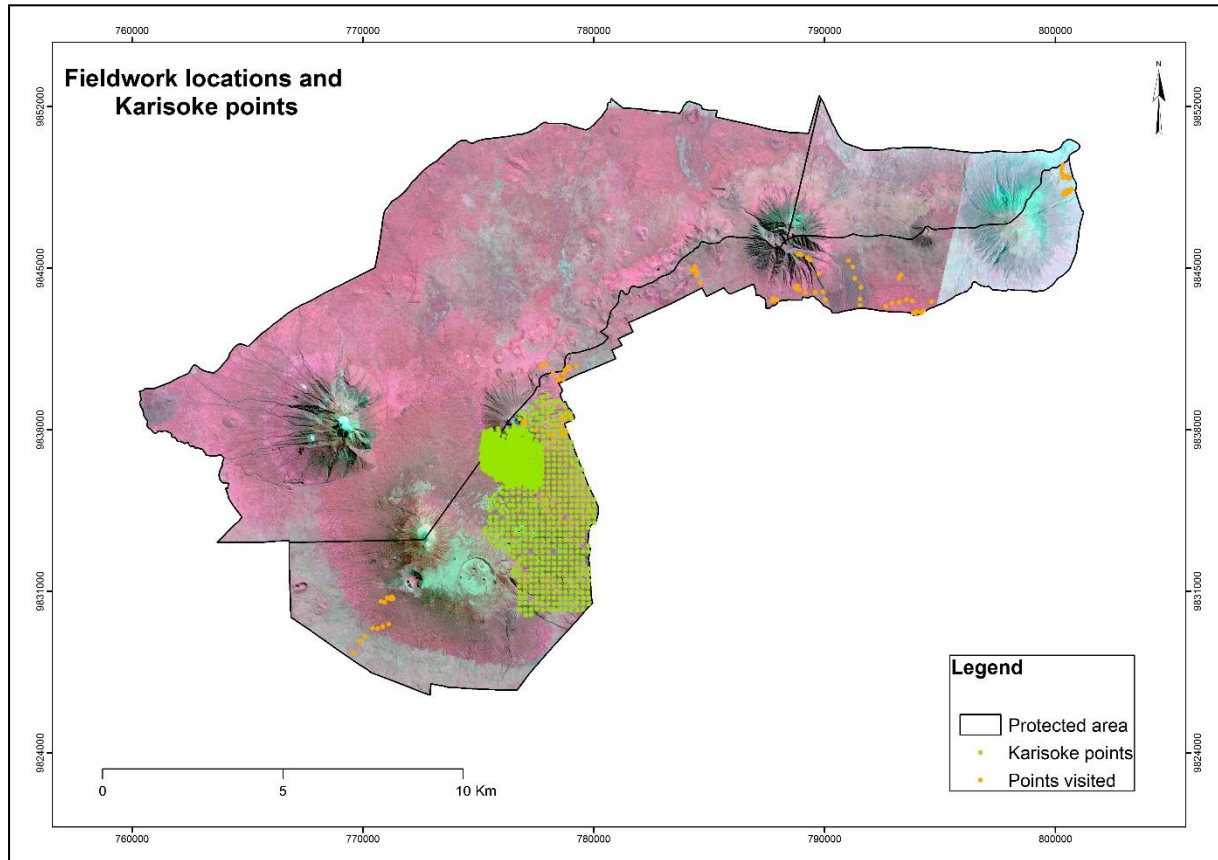 760000 770000 780000 790000 800000
Fieldwork locations and
Karisoke points
N
9852000 9852000
9845000 9845000
9838000 9838000
9831000 9831000
Legend
Protected area
9824000 Karisoke points 9824000
Points visited
0 5 10 Km
760000 770000 780000 790000 800000